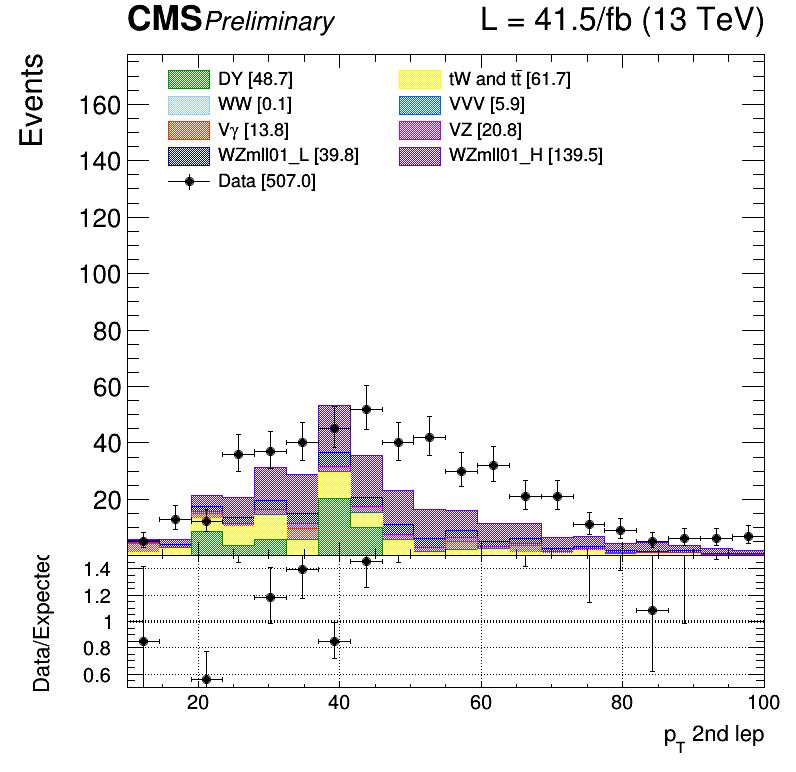 CMS Preliminary L = 41.5/fb (13 TeV)
Events
DY [48.7] tW and tt̄ [61.7]
WW [0.1] VVV [5.9]
Vγ [13.8] VZ [20.8]
WZmll01_L [39.8] WZmll01_H [139.5]
Data [507.0]
160
140
120
100
80
60
40
20
Data/Expected
1.4
1.2
1
0.8
0.6
20 40 60 80 100
p_T 2nd lep